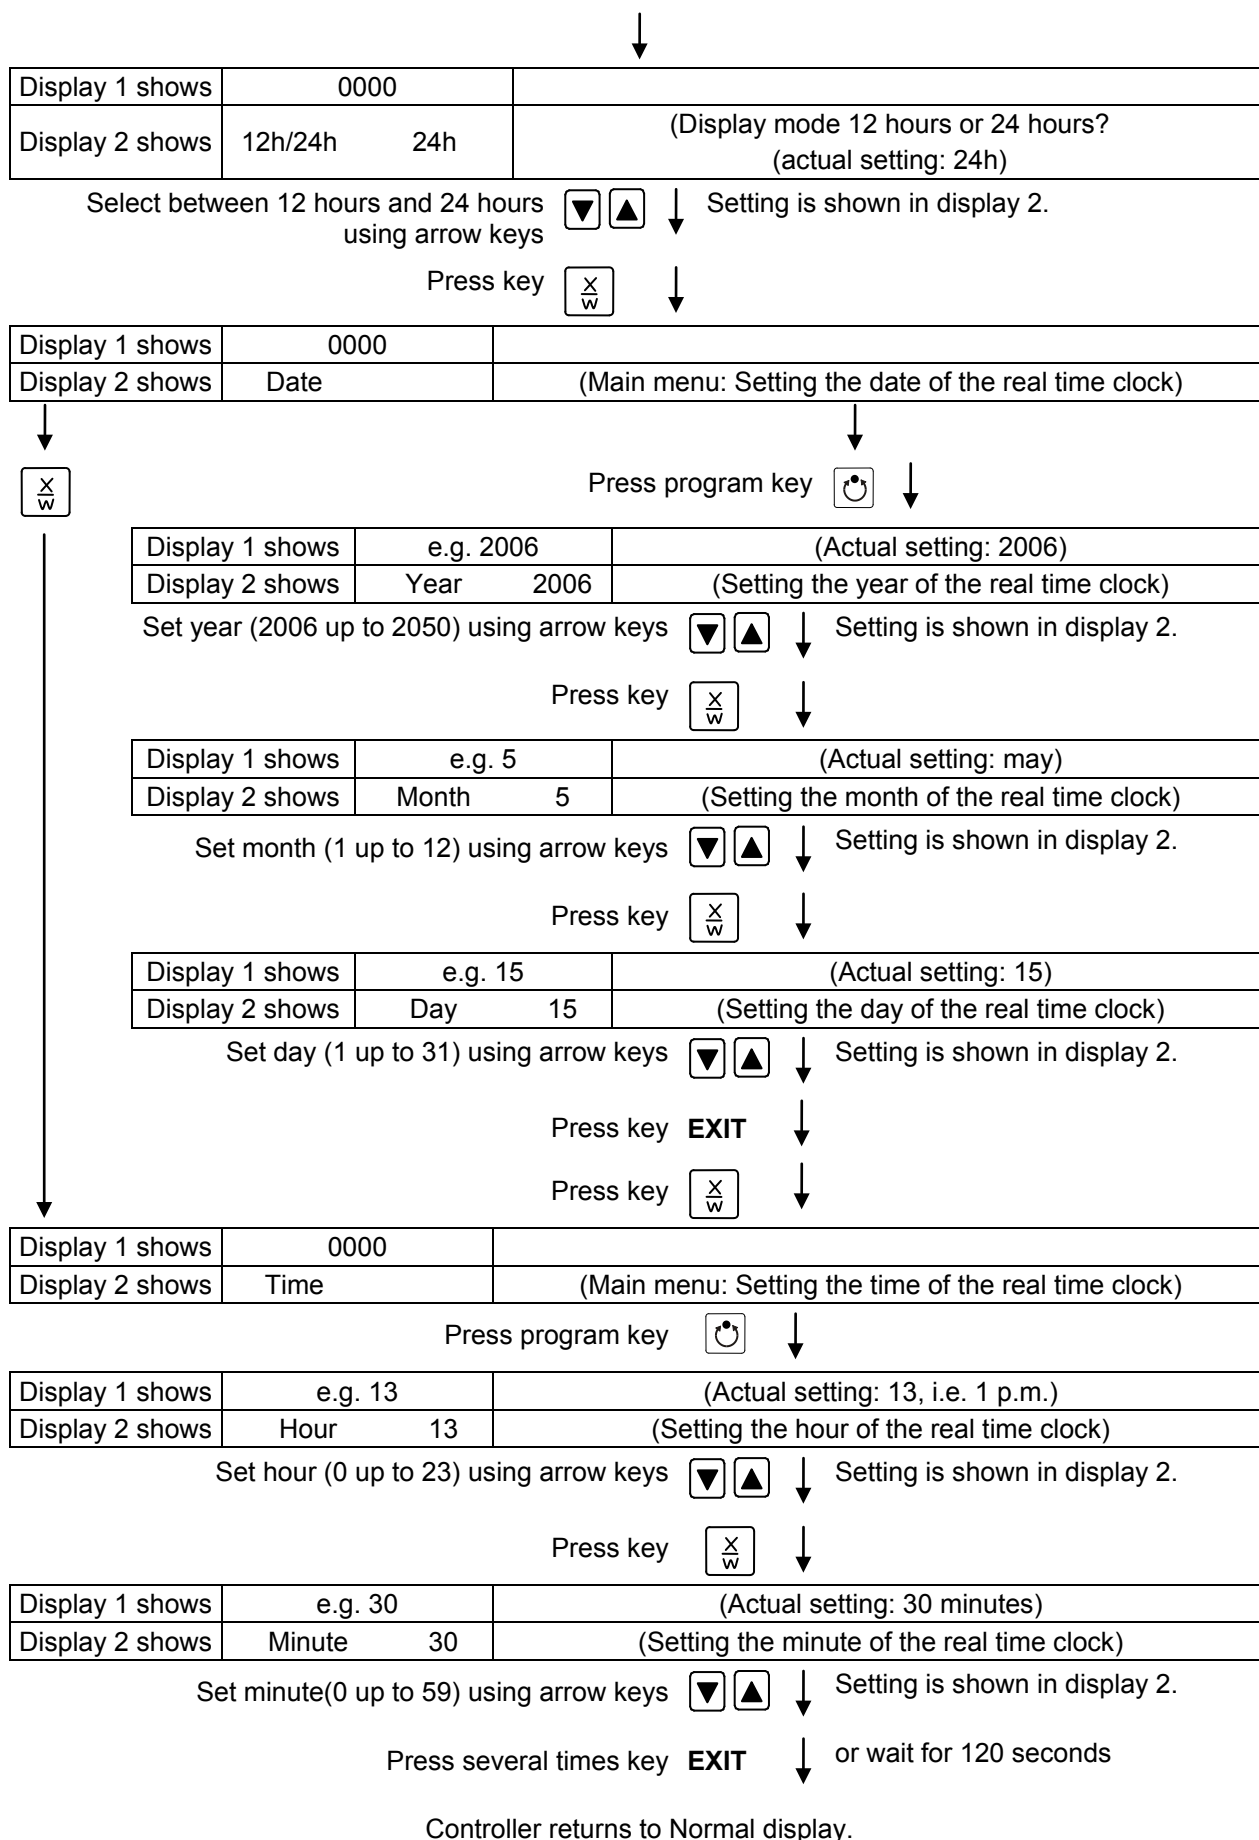 Display 1 shows 0000
Display 2 shows 12h/24h 24h (Display mode 12 hours or 24 hours?
(actual setting: 24h)
Select between 12 hours and 24 hours Setting is shown in display 2.
using arrow keys
Press key X W
Display 1 shows 0000
Display 2 shows Date (Main menu: Setting the date of the real time clock)
X W Press program key
Display 1 shows e.g. 2006 (Actual setting: 2006)
Display 2 shows Year 2006 (Setting the year of the real time clock)
Set year (2006 up to 2050) using arrow keys Setting is shown in display 2.
Press key X W
Display 1 shows e.g. 5 (Actual setting: may)
Display 2 shows Month 5 (Setting the month of the real time clock)
Set month (1 up to 12) using arrow keys Setting is shown in display 2.
Press key X W
Display 1 shows e.g. 15 (Actual setting: 15)
Display 2 shows Day 15 (Setting the day of the real time clock)
Set day (1 up to 31) using arrow keys Setting is shown in display 2.
Press key EXIT
Press key X W
Display 1 shows 0000
Display 2 shows Time (Main menu: Setting the time of the real time clock)
Press program key
Display 1 shows e.g. 13 (Actual setting: 13, i.e. 1 p.m.)
Display 2 shows Hour 13 (Setting the hour of the real time clock)
Set hour (0 up to 23) using arrow keys Setting is shown in display 2.
Press key X W
Display 1 shows e.g. 30 (Actual setting: 30 minutes)
Display 2 shows Minute 30 (Setting the minute of the real time clock)
Set minute(0 up to 59) using arrow keys Setting is shown in display 2.
Press several times key EXIT or wait for 120 seconds
Controller returns to Normal display.